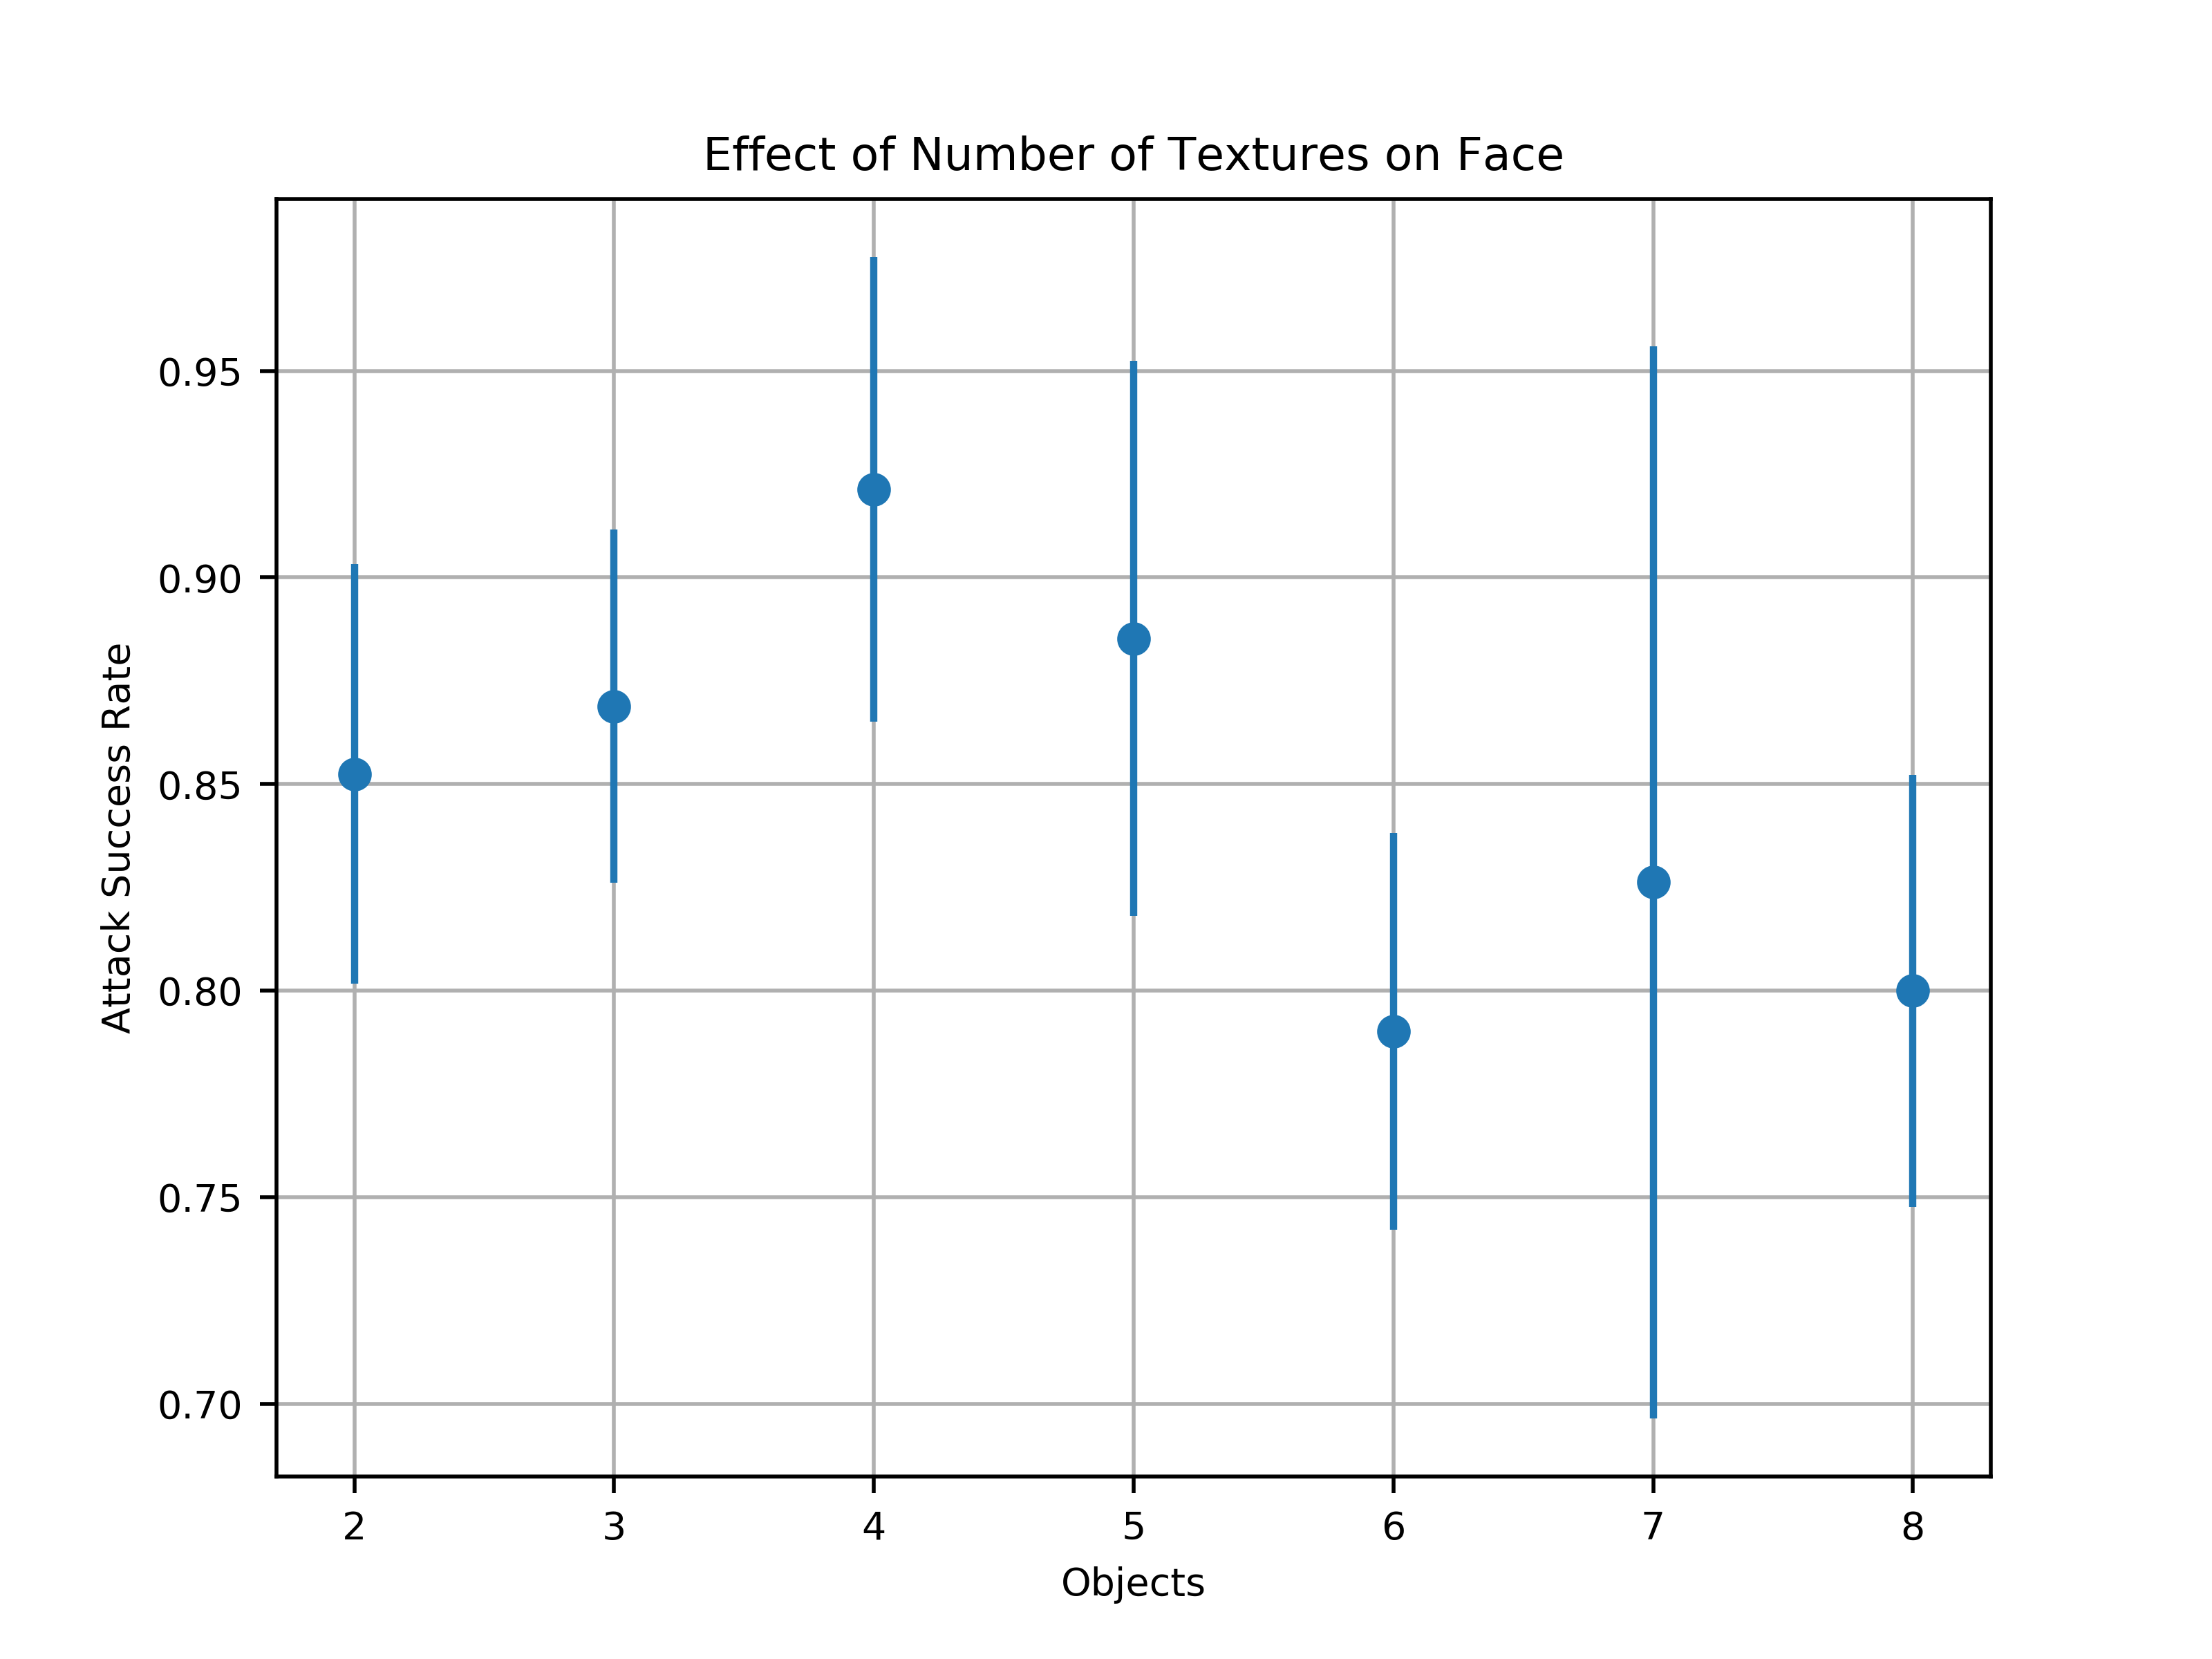 Effect of Number of Textures on Face
0.95
0.90
0.85
0.80
0.75
0.70
Attack Success Rate
2 3 4 5 6 7 8
Objects